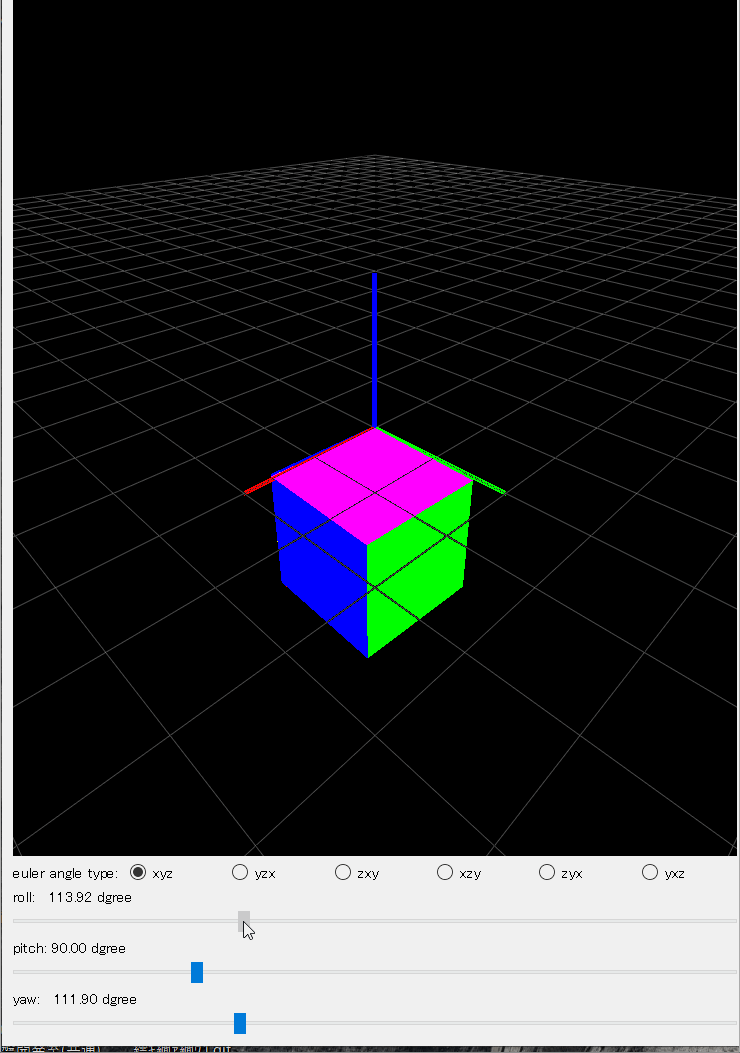 euler angle type: xyz yzx zxy xzy zyx yxz
roll: 113.92 dgree
pitch: 90.00 dgree
yaw: 111.90 dgree